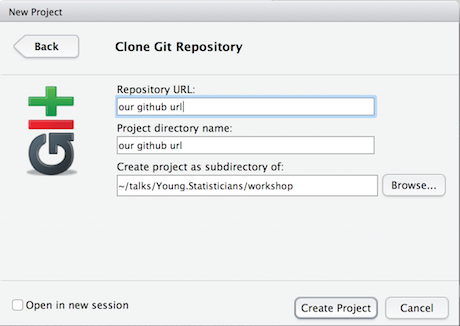 New Project
Back
Clone Git Repository
Repository URL:
our github url
Project directory name:
our github url
Create project as subdirectory of:
~/talks/Young.Statisticians/workshop
Browse...
git
Open in new session
Create Project
Cancel